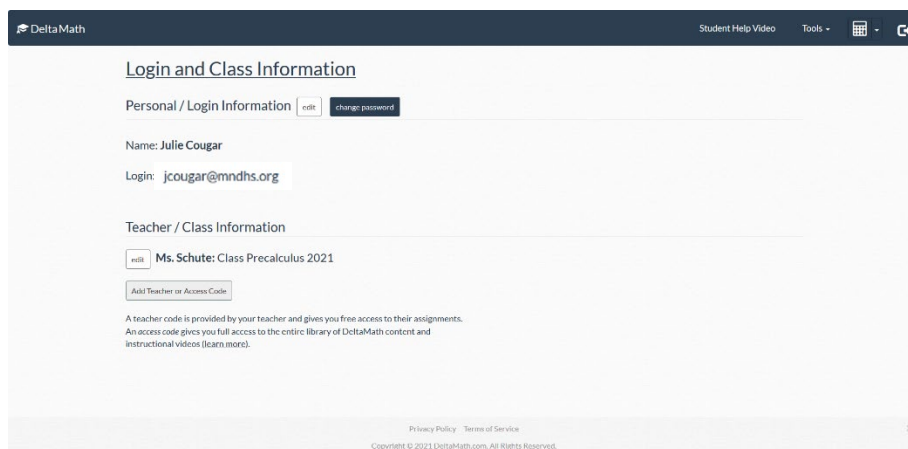 DeltaMath Student Help Video Tools
Login and Class Information
Personal / Login Information edit change password
Name: Julie Cougar
Login: jcougar@mndhs.org
Teacher / Class Information
edit Ms. Schute: Class Precalculus 2021
Add Teacher or Access Code
A teacher code is provided by your teacher and gives you free access to their assignments.
An access code gives you full access to the entire library of DeltaMath content and
instructional videos (learn more).
Privacy Policy Terms of Service
Copyright © 2021 DeltaMath.com. All Rights Reserved.